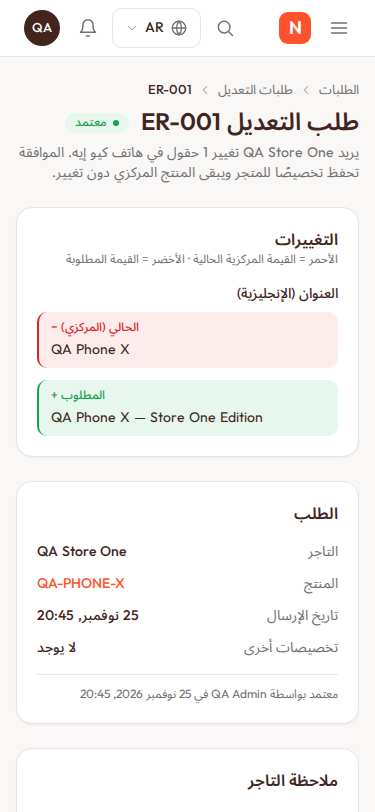 N
AR
QA
الطلبات > طلبات التعديل > ER-001
طلب التعديل ER-001
معتمد
يريد QA Store One تغيير 1 حقول في هاتف كيو إيه. الموافقة
تحفظ تخصيصًا للمتجر ويبقى المنتج المركزي دون تغيير.
التغييرات
الأحمر = القيمة المركزية الحالية · الأخضر = القيمة المطلوبة
العنوان (الإنجليزية)
− الحالي (المركزي)
QA Phone X
+ المطلوب
QA Phone X — Store One Edition
الطلب
التاجر
QA Store One
المنتج
QA-PHONE-X
تاريخ الإرسال
25 نوفمبر, 20:45
تخصيصات أخرى
لا يوجد
معتمد بواسطة QA Admin في 25 نوفمبر 2026, 20:45
ملاحظة التاجر